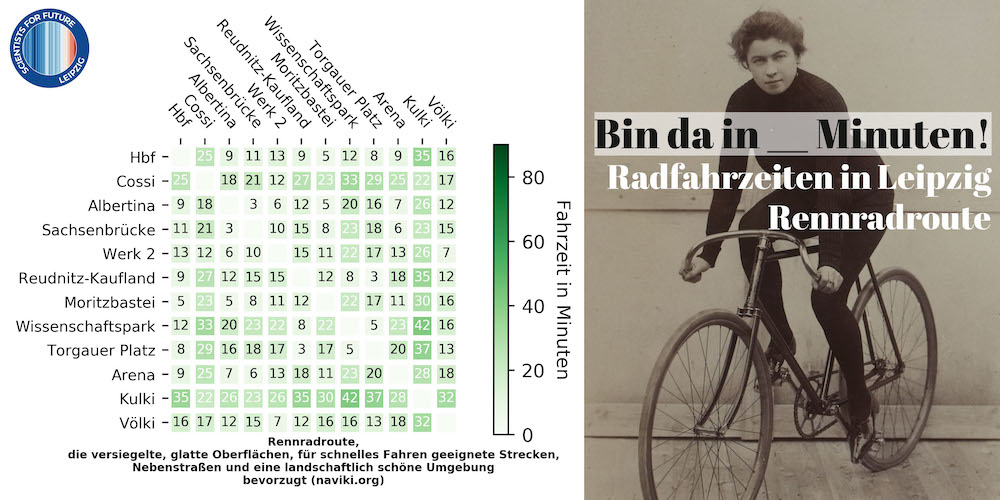 SCIENTISTS FOR FUTURE
LEIPZIG
Hbf
Cossi
Albertina
Sachsenbrücke
Werk 2
Reudnitz-Kaufland
Moritzbastei
Wissenschaftspark
Torgauer Platz
Arena
Kulki
Völki
Hbf 25 9 11 13 9 5 12 8 9 35 16
Cossi 25 18 21 12 27 23 33 29 25 22 17
Albertina 9 18 3 6 12 5 20 16 7 26 12
Sachsenbrücke 11 21 3 10 15 8 23 18 6 23 15
Werk 2 13 12 6 10 15 11 22 17 13 26 7
Reudnitz-Kaufland 9 27 12 15 15 12 8 3 18 35 12
Moritzbastei 5 23 5 8 11 12 22 17 11 30 16
Wissenschaftspark 12 33 20 23 22 8 22 5 23 42 16
Torgauer Platz 8 29 16 18 17 3 17 5 20 37 13
Arena 9 25 7 6 13 18 11 23 20 28 18
Kulki 35 22 26 23 26 35 30 42 37 28 32
Völki 16 17 12 15 7 12 16 16 13 18 32
80
60
40
20
0
Fahrzeit in Minuten
Rennradroute,
die versiegelte, glatte Oberflächen, für schnelles Fahren geeignete Strecken,
Nebenstraßen und eine landschaftlich schöne Umgebung
bevorzugt (naviki.org)
Bin da in __ Minuten!
Radfahrzeiten in Leipzig
Rennradroute